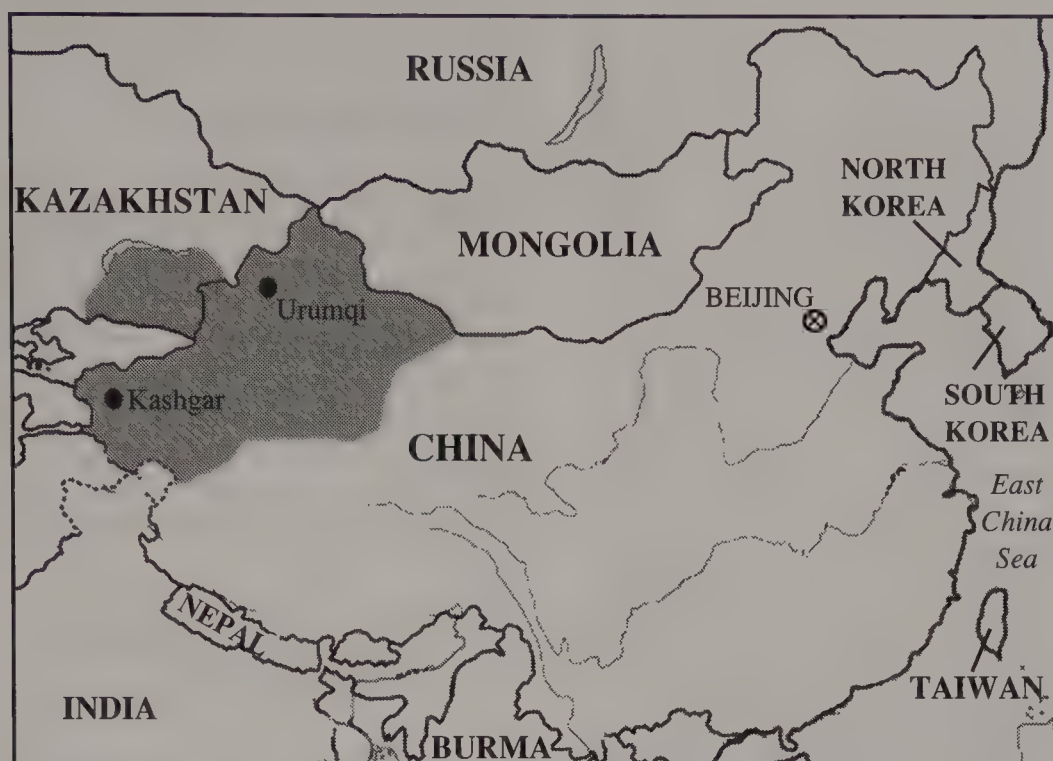 RUSSIA
NORTH
KOREA
KAZAKHSTAN
MONGOLIA
BEIJING
Urumqi
Kashgar
SOUTH
KOREA
CHINA
East
China
Sea
NEPAL
TAIWAN
INDIA
BURMA